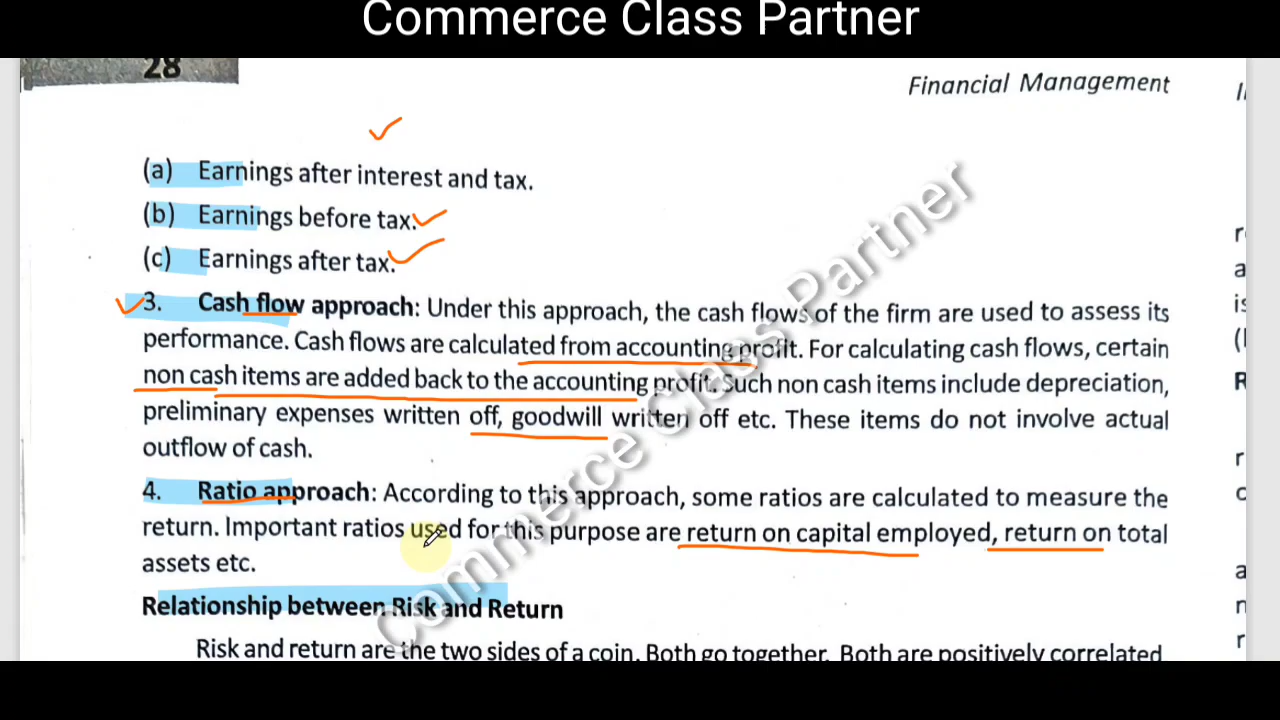 Commerce Class Partner
28
Financial Management
(a) Earnings after interest and tax.
(b) Earnings before tax.
(c) Earnings after tax.
3. Cash flow approach: Under this approach, the cash flows of the firm are used to assess its
performance. Cash flows are calculated from accounting profit. For calculating cash flows, certain
non cash items are added back to the accounting profit. Such non cash items include depreciation,
preliminary expenses written off, goodwill written off etc. These items do not involve actual
outflow of cash.
4. Ratio approach: According to this approach, some ratios are calculated to measure the
return. Important ratios used for this purpose are return on capital employed, return on total
assets etc.
Relationship between Risk and Return
Risk and return are the two sides of a coin. Both go together. Both are positively correlated
Commerce Class Partner